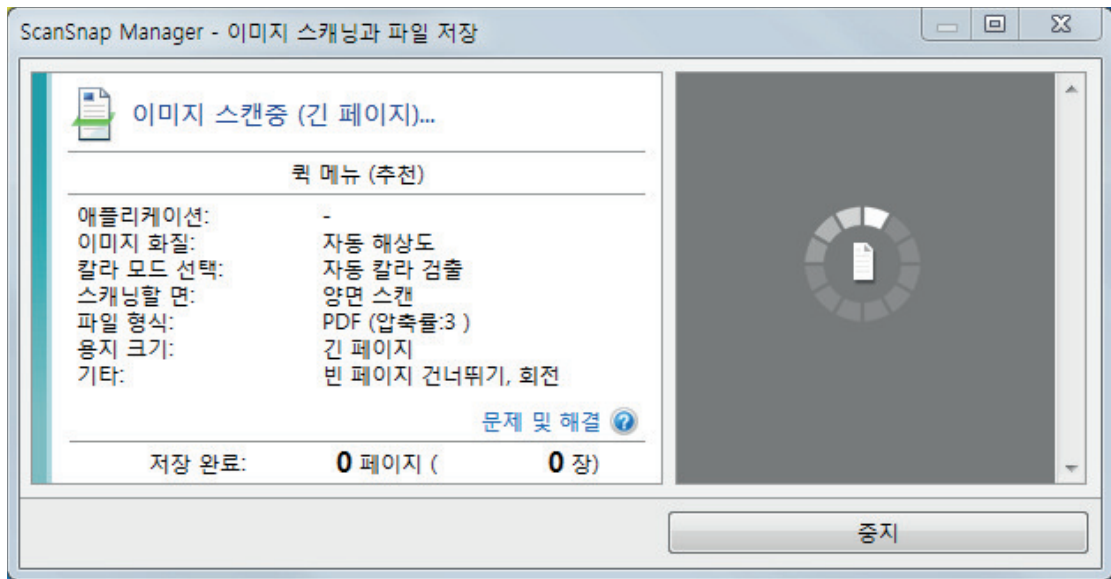 ScanSnap Manager - 이미지 스캐닝과 파일 저장
이미지 스캔중 (긴 페이지)...
퀵 메뉴 (추천)
애플리케이션: -
이미지 화질: 자동 해상도
칼라 모드 선택: 자동 칼라 검출
스캐닝할 면: 양면 스캔
파일 형식: PDF (압축률:3 )
용지 크기: 긴 페이지
기타: 빈 페이지 건너뛰기, 회전
문제 및 해결
저장 완료: 0 페이지 ( 0 장)
중지